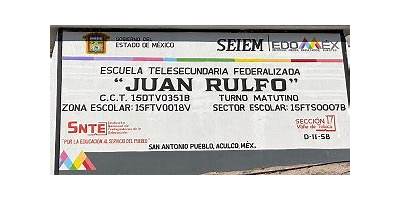 GOBIERNO DEL
ESTADO DE MÉXICO
SEIEM
EDOMÉX
ESCUELA TELESECUNDARIA FEDERALIZADA
“JUAN RULFO”
C.C.T. 15DTV0351B TURNO MATUTINO
ZONA ESCOLAR: 15FTV0018V SECTOR ESCOLAR: 15FTS0007B
SNTE
SECCIÓN 17
Valle de Toluca
"POR LA EDUCACIÓN AL SERVICIO DEL PUEBLO"
D-II-58
SAN ANTONIO PUEBLO, ACULCO, MÉX.